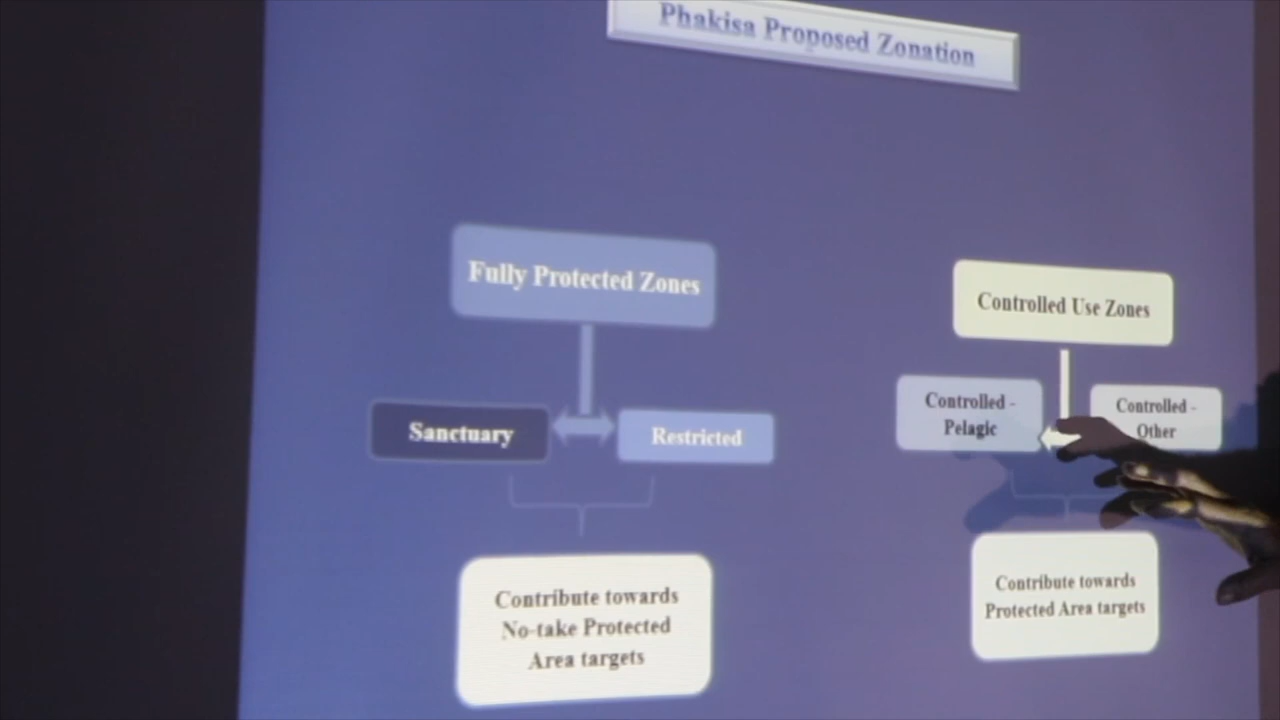 Phakisa Proposed Zonation
Fully Protected Zones
Sanctuary
Restricted
Contribute towards
No-take Protected
Area targets
Controlled Use Zones
Controlled -
Pelagic
Controlled -
Other
Contribute towards
Protected Area targets